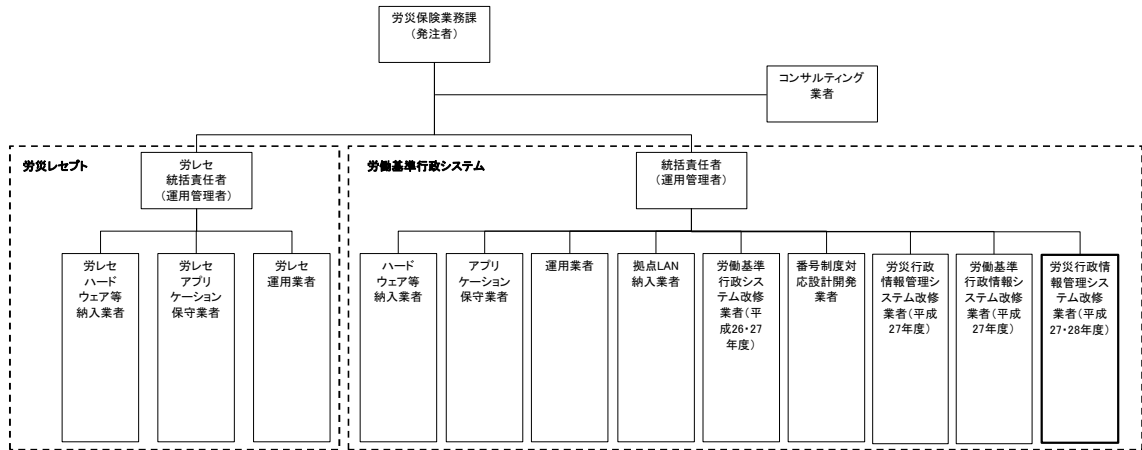 労災保険業務課
（発注者）
コンサルティング
業者
労災レセプト
労レセ
統括責任者
（運用管理者）
労働基準行政システム
統括責任者
（運用管理者）
労レセ
ハード
ウェア等
納入業者
労レセ
アプリ
ケーション
保守業者
労レセ
運用業者
ハード
ウェア等
納入業者
アプリ
ケーション
保守業者
運用業者
拠点LAN
納入業者
労働基準
行政システ
ム改修
業者（平
成26・27
年度）
番号制度対
応設計開発
業者
労災行政
情報管理シ
ステム改修
業者（平成
27年度）
労働基準
行政情報シ
ステム改修
業者（平成
27年度）
労災行政情
報管理シス
テム改修
業者（平成
27・28年度）